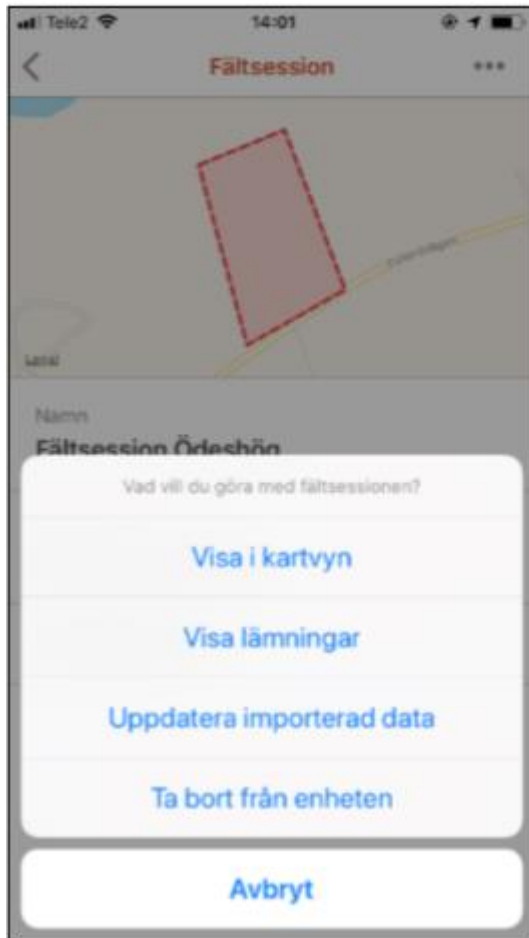 Tele2 14:01
Fältsession
Legal
Namn
Fältsession Ödeshög
Vad vill du göra med fältsessionen?
Visa i kartvyn
Visa lämningar
Uppdatera importerad data
Ta bort från enheten
Avbryt